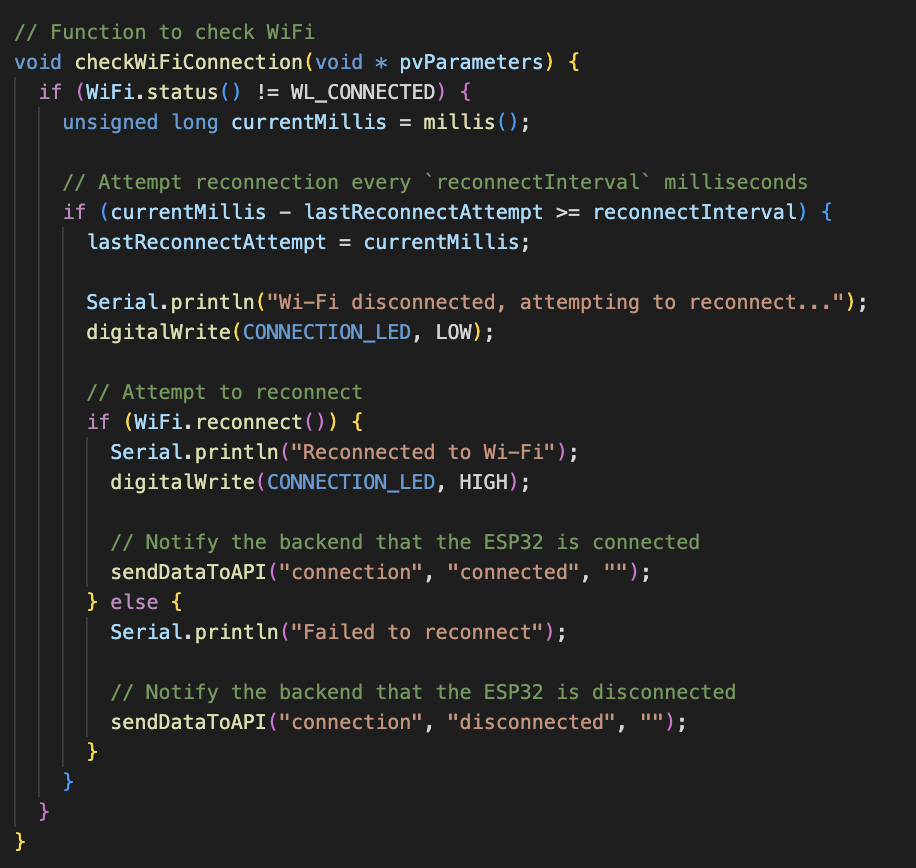 // Function to check WiFi
void checkWiFiConnection(void * pvParameters) {
  if (WiFi.status() != WL_CONNECTED) {
    unsigned long currentMillis = millis();

    // Attempt reconnection every `reconnectInterval` milliseconds
    if (currentMillis - lastReconnectAttempt >= reconnectInterval) {
      lastReconnectAttempt = currentMillis;

      Serial.println("Wi-Fi disconnected, attempting to reconnect...");
      digitalWrite(CONNECTION_LED, LOW);

      // Attempt to reconnect
      if (WiFi.reconnect()) {
        Serial.println("Reconnected to Wi-Fi");
        digitalWrite(CONNECTION_LED, HIGH);

        // Notify the backend that the ESP32 is connected
        sendDataToAPI("connection", "connected", "");
      } else {
        Serial.println("Failed to reconnect");

        // Notify the backend that the ESP32 is disconnected
        sendDataToAPI("connection", "disconnected", "");
      }
    }
  }
}